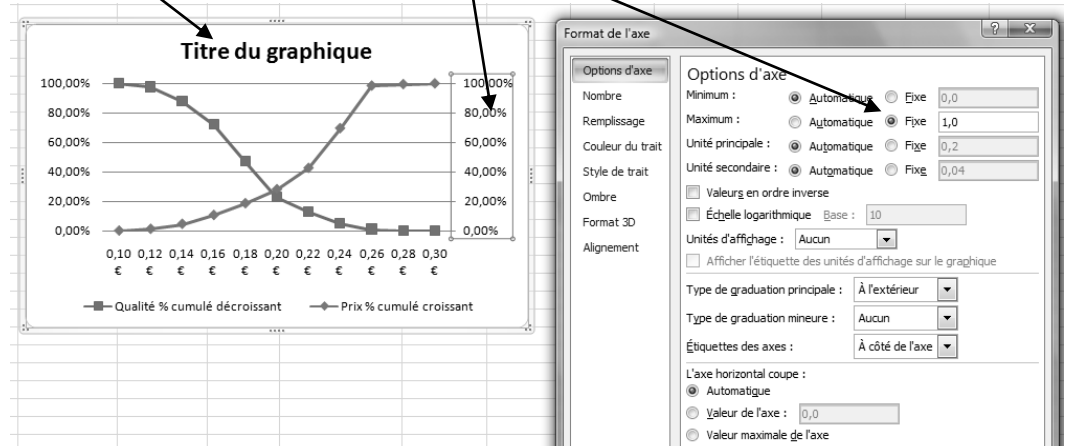 Titre du graphique
100,00%
80,00%
60,00%
40,00%
20,00%
0,00%
100,00%
80,00%
60,00%
40,00%
20,00%
0,00%
0,10 0,12 0,14 0,16 0,18 0,20 0,22 0,24 0,26 0,28 0,30
€ € € € € € € € € € €
Qualité % cumulé décroissant Prix % cumulé croissant
Format de l'axe
? X
Options d'axe
Nombre
Remplissage
Couleur du trait
Style de trait
Ombre
Format 3D
Alignement
Options d'axe
Minimum : Automatique Fixe 0,0
Maximum : Automatique Fixe 1,0
Unité principale : Automatique Fixe 0,2
Unité secondaire : Automatique Fixe 0,04
Valeurs en ordre inverse
Échelle logarithmique Base : 10
Unités d'affichage : Aucun
Afficher l'étiquette des unités d'affichage sur le graphique
Type de graduation principale : À l'extérieur
Type de graduation mineure : Aucun
Étiquettes des axes : À côté de l'axe
L'axe horizontal coupe :
Automatique
Valeur de l'axe : 0,0
Valeur maximale de l'axe